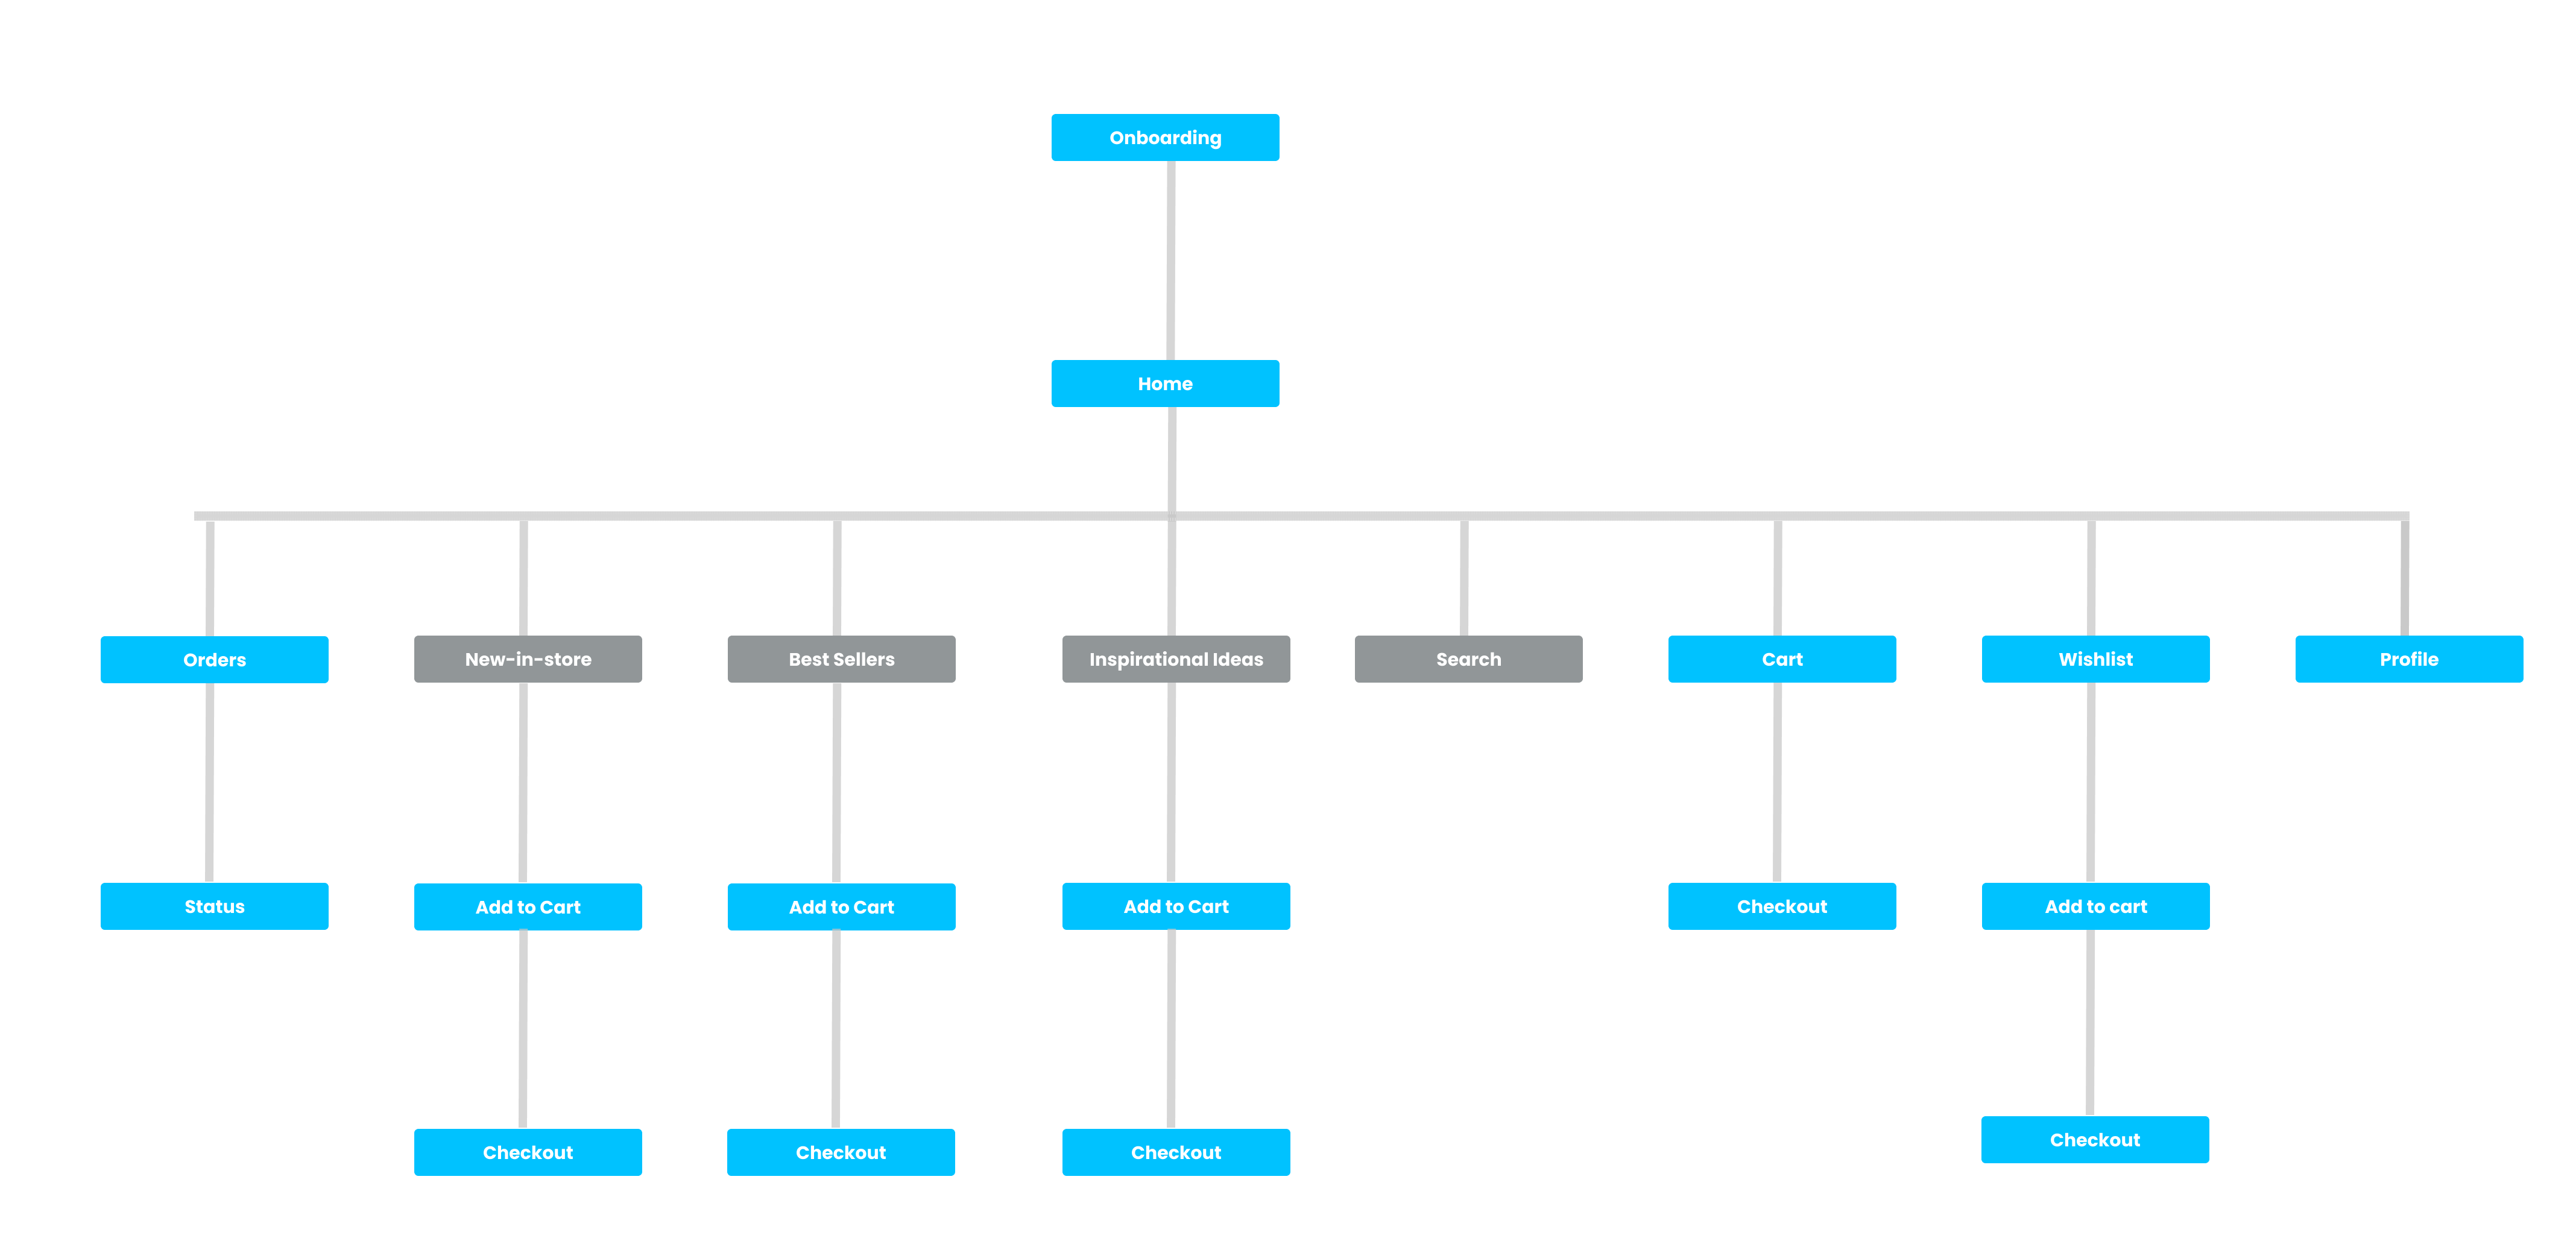 Onboarding
Home
Orders
New-in-store
Best Sellers
Inspirational Ideas
Search
Cart
Wishlist
Profile
Status
Add to Cart
Add to Cart
Add to Cart
Checkout
Add to cart
Checkout
Checkout
Checkout
Checkout